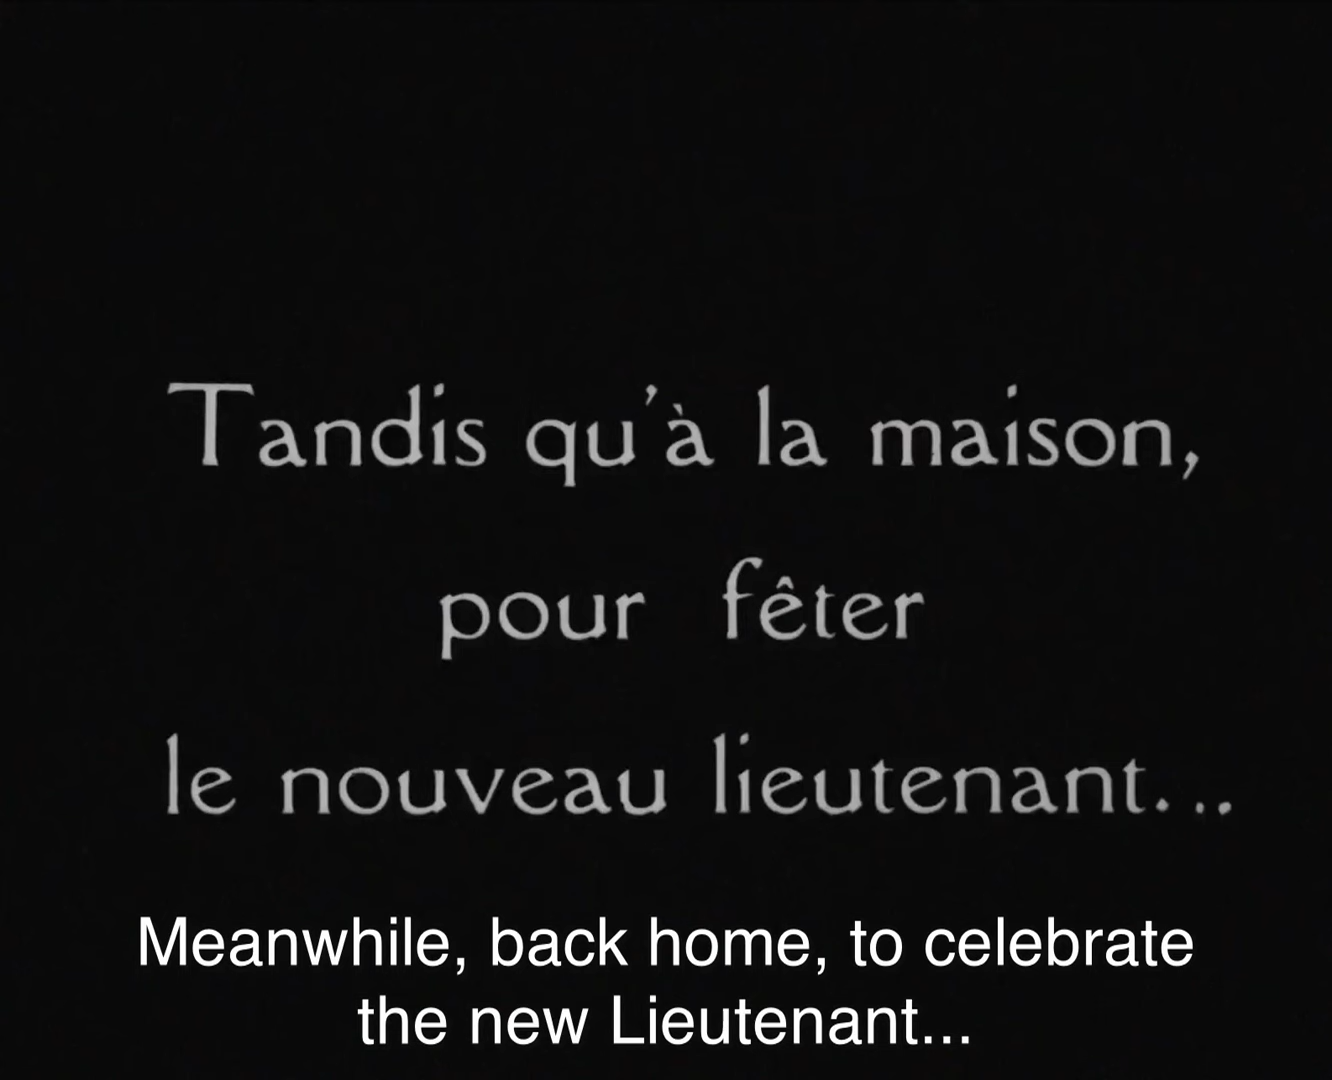 Tandis qu'à la maison,
pour fêter
le nouveau lieutenant...
Meanwhile, back home, to celebrate
the new Lieutenant...